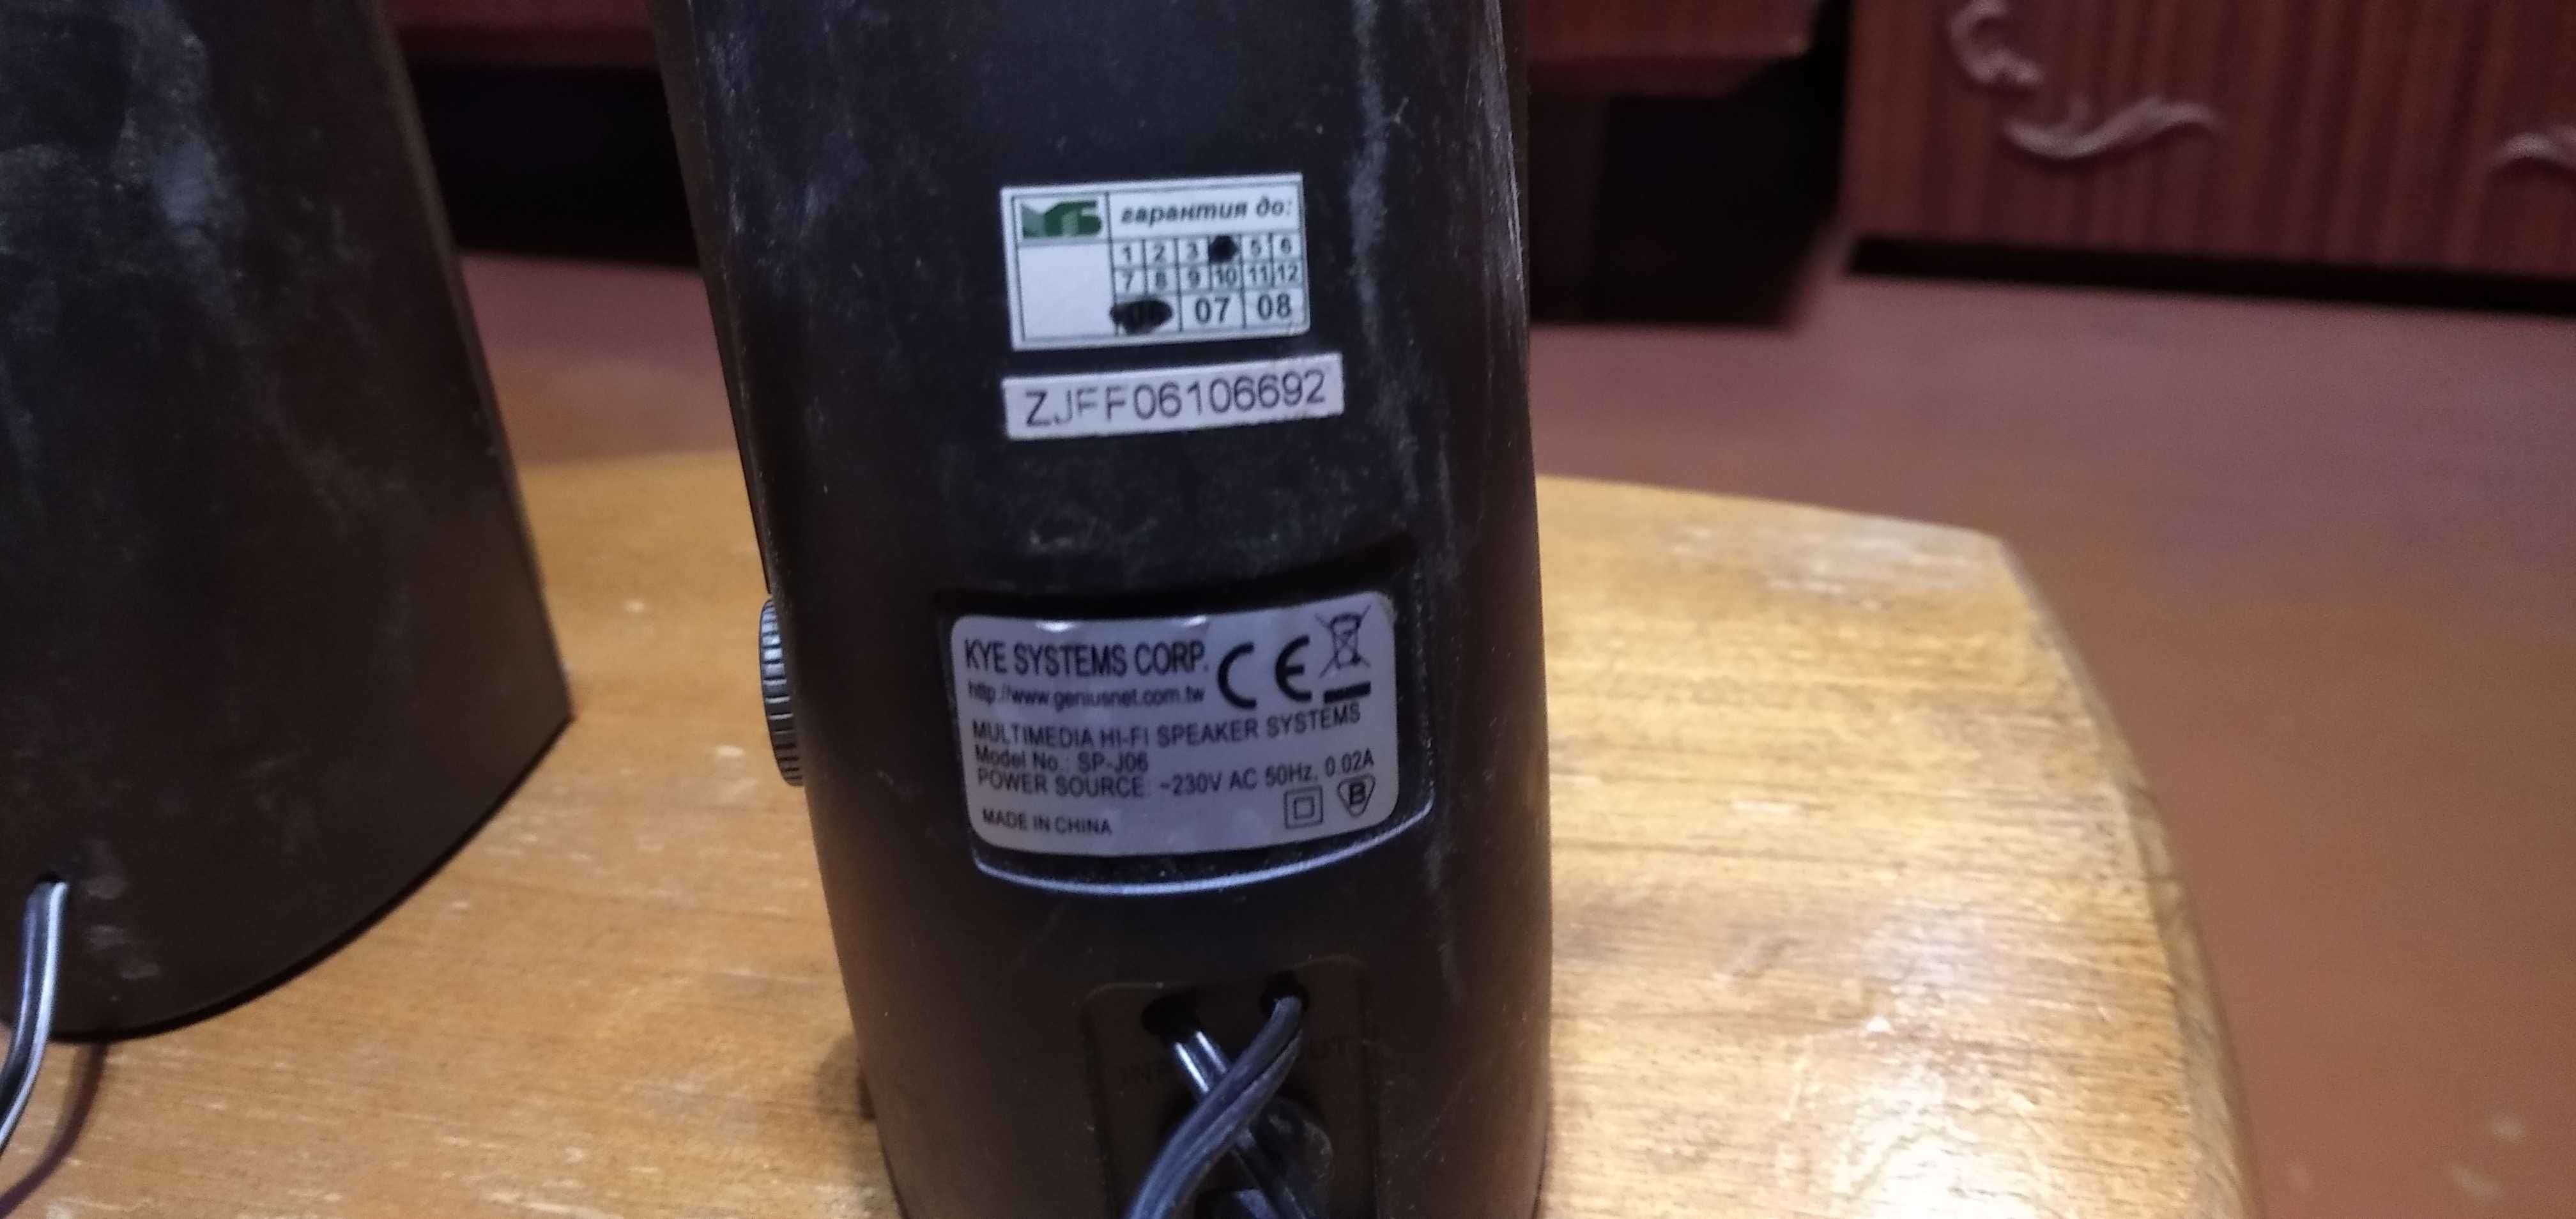 гарантия до:
1 2 3 5 6
7 8 9 10 11 12
07 08
ZJFF06106692
KYE SYSTEMS CORP.
http://www.geniusnet.com.tw
CE
MULTIMEDIA HI-FI SPEAKER SYSTEMS
Model No.: SP-J06
POWER SOURCE: ~230V AC 50Hz, 0.02A
B
MADE IN CHINA